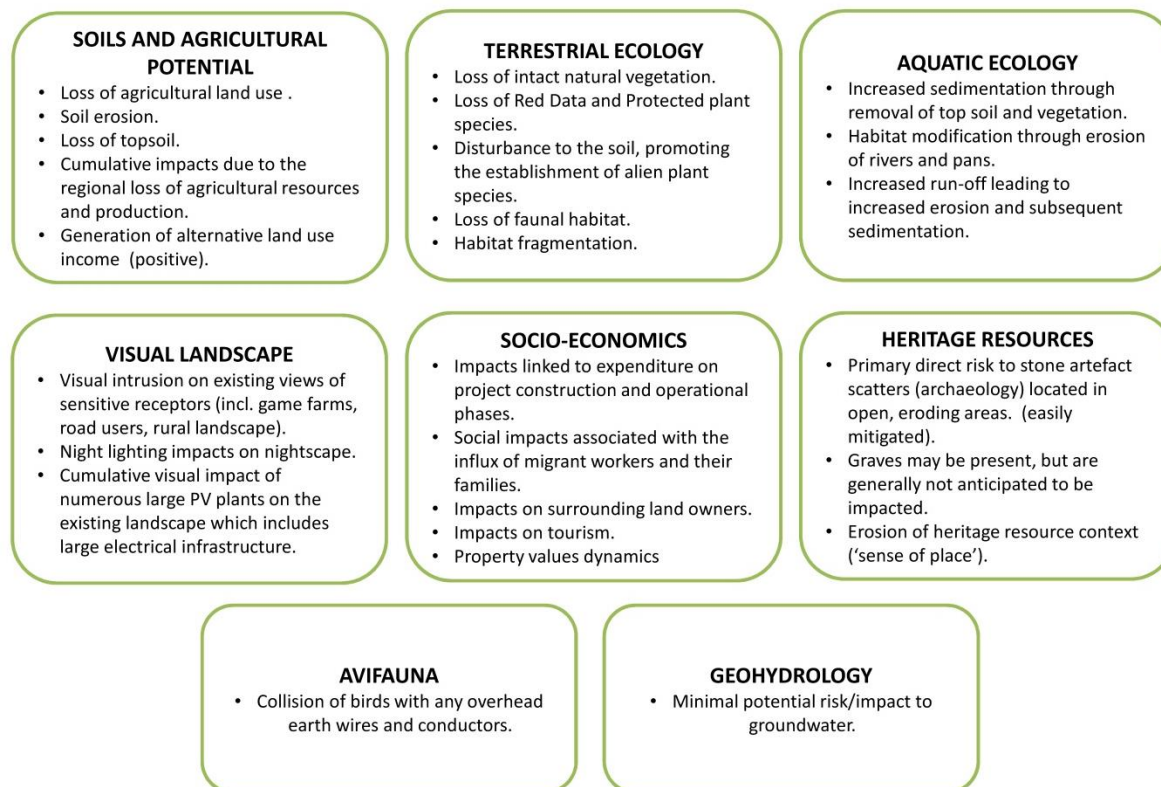 SOILS AND AGRICULTURAL
POTENTIAL
• Loss of agricultural land use .
• Soil erosion.
• Loss of topsoil.
• Cumulative impacts due to the
regional loss of agricultural resources
and production.
• Generation of alternative land use
income (positive).
TERRESTRIAL ECOLOGY
• Loss of intact natural vegetation.
• Loss of Red Data and Protected plant
species.
• Disturbance to the soil, promoting
the establishment of alien plant
species.
• Loss of faunal habitat.
• Habitat fragmentation.
AQUATIC ECOLOGY
• Increased sedimentation through
removal of top soil and vegetation.
• Habitat modification through erosion
of rivers and pans.
• Increased run-off leading to
increased erosion and subsequent
sedimentation.
VISUAL LANDSCAPE
• Visual intrusion on existing views of
sensitive receptors (incl. game farms,
road users, rural landscape).
• Night lighting impacts on nightscape.
• Cumulative visual impact of
numerous large PV plants on the
existing landscape which includes
large electrical infrastructure.
SOCIO-ECONOMICS
• Impacts linked to expenditure on
project construction and operational
phases.
• Social impacts associated with the
influx of migrant workers and their
families.
• Impacts on surrounding land owners.
• Impacts on tourism.
• Property values dynamics
HERITAGE RESOURCES
• Primary direct risk to stone artefact
scatters (archaeology) located in
open, eroding areas. (easily
mitigated).
• Graves may be present, but are
generally not anticipated to be
impacted.
• Erosion of heritage resource context
(‘sense of place’).
AVIFAUNA
• Collision of birds with any overhead
earth wires and conductors.
GEOHYDROLOGY
• Minimal potential risk/impact to
groundwater.